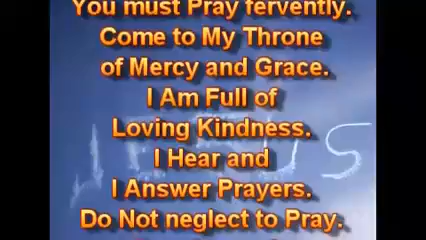 You must Pray fervently.
Come to My Throne
of Mercy and Grace.
I Am Full of
Loving Kindness.
JESUS
I Hear and
I Answer Prayers.
Do Not neglect to Pray.